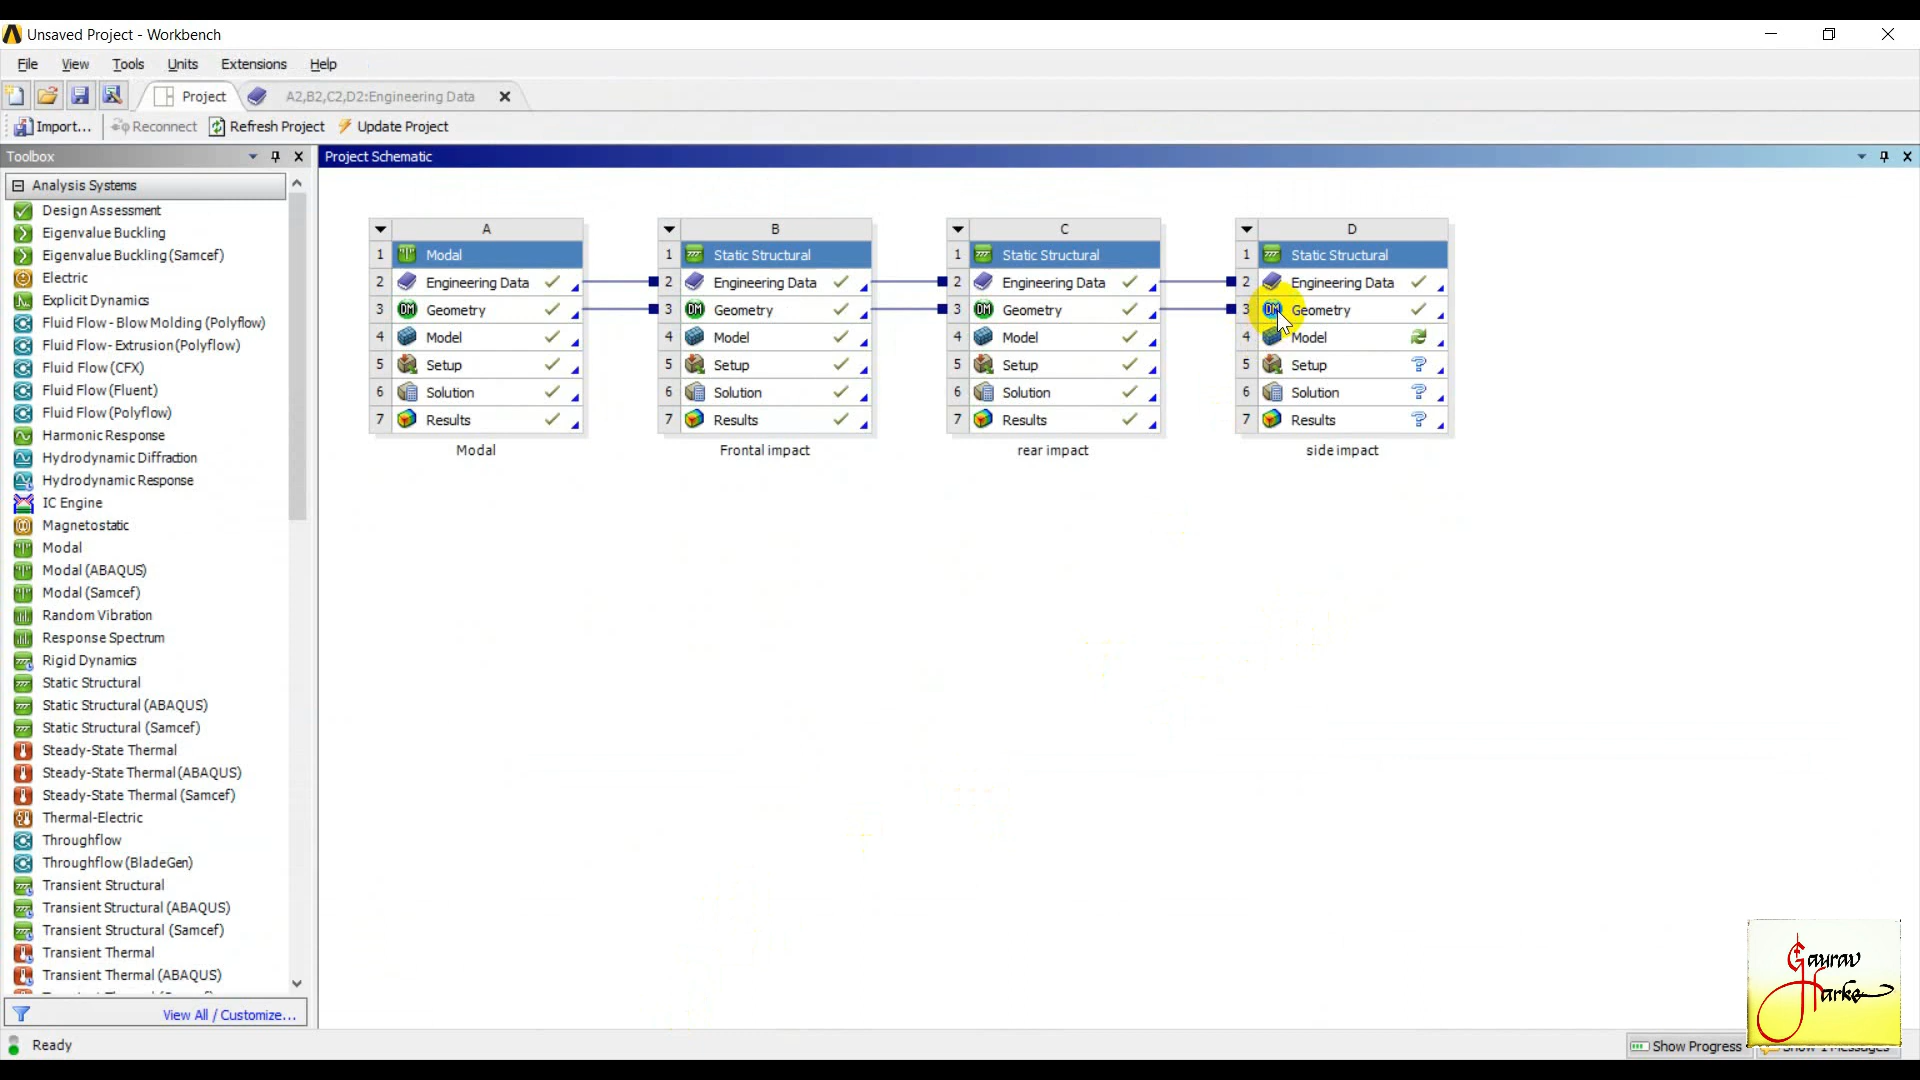 Unsaved Project - Workbench
File View Tools Units Extensions Help
Project A2,B2,C2,D2:Engineering Data
Import... Reconnect Refresh Project Update Project
Toolbox
Analysis Systems
Design Assessment
Eigenvalue Buckling
Eigenvalue Buckling (Samcef)
Electric
Explicit Dynamics
Fluid Flow - Blow Molding (Polyflow)
Fluid Flow- Extrusion (Polyflow)
Fluid Flow (CFX)
Fluid Flow (Fluent)
Fluid Flow (Polyflow)
Harmonic Response
Hydrodynamic Diffraction
Hydrodynamic Response
IC Engine
Magnetostatic
Modal
Modal (ABAQUS)
Modal (Samcef)
Random Vibration
Response Spectrum
Rigid Dynamics
Static Structural
Static Structural (ABAQUS)
Static Structural (Samcef)
Steady-State Thermal
Steady-State Thermal (ABAQUS)
Steady-State Thermal (Samcef)
Thermal-Electric
Throughflow
Throughflow (BladeGen)
Transient Structural
Transient Structural (ABAQUS)
Transient Structural (Samcef)
Transient Thermal
Transient Thermal (ABAQUS)
View All / Customize...
Project Schematic
A
1 Modal
2 Engineering Data
3 DM Geometry
4 Model
5 Setup
6 Solution
7 Results
Modal
B
1 Static Structural
2 Engineering Data
3 DM Geometry
4 Model
5 Setup
6 Solution
7 Results
Frontal impact
C
1 Static Structural
2 Engineering Data
3 DM Geometry
4 Model
5 Setup
6 Solution
7 Results
rear impact
D
1 Static Structural
2 Engineering Data
3 DM Geometry
4 Model
5 Setup
6 Solution
7 Results
side impact
Gaurav
Harke
Ready
Show Progress